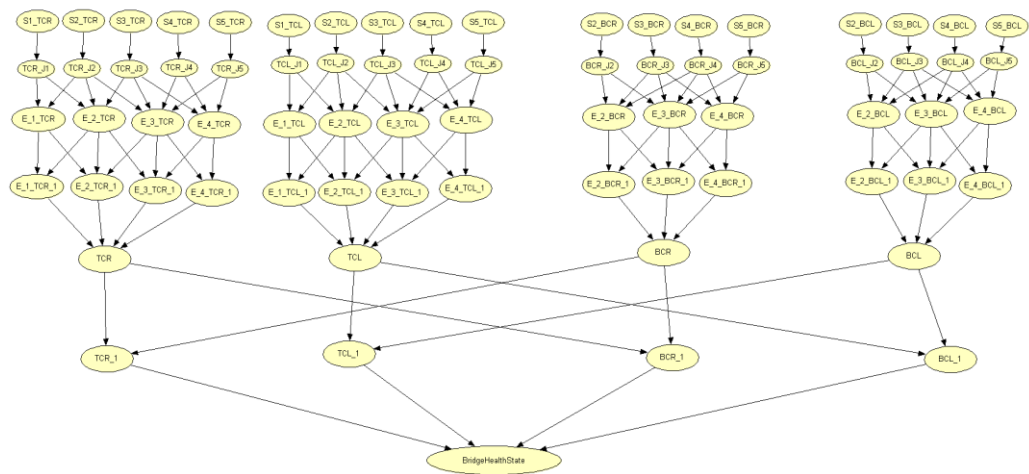 S1_TCR S2_TCR S3_TCR S4_TCR S5_TCR S1_TCL S2_TCL S3_TCL S4_TCL S5_TCL S2_BCR S3_BCR S4_BCR S5_BCR S2_BCL S3_BCL S4_BCL S5_BCL
TCR_J1 TCR_J2 TCR_J3 TCR_J4 TCR_J5 TCL_J1 TCL_J2 TCL_J3 TCL_J4 TCL_J5 BCR_J2 BCR_J3 BCR_J4 BCR_J5 BCL_J2 BCL_J3 BCL_J4 BCL_J5
E_1_TCR E_2_TCR E_3_TCR E_4_TCR E_1_TCL E_2_TCL E_3_TCL E_4_TCL E_2_BCR E_3_BCR E_4_BCR E_2_BCL E_3_BCL E_4_BCL
E_1_TCR_1 E_2_TCR_1 E_3_TCR_1 E_4_TCR_1 E_1_TCL_1 E_2_TCL_1 E_3_TCL_1 E_4_TCL_1 E_2_BCR_1 E_3_BCR_1 E_4_BCR_1 E_2_BCL_1 E_3_BCL_1 E_4_BCL_1
TCR TCL BCR BCL
TCR_1 TCL_1 BCR_1 BCL_1
BridgeHealthState